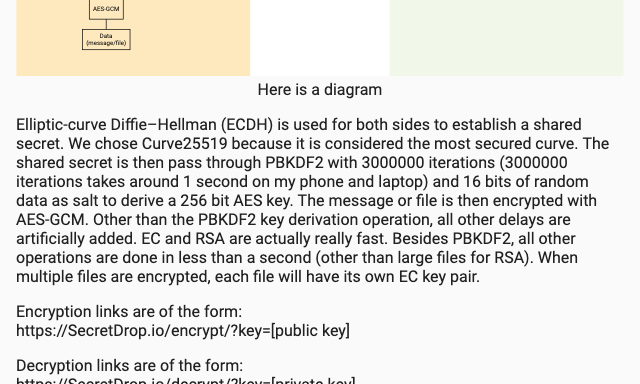 AES-GCM
Data
(message/file)
Here is a diagram
Elliptic-curve Diffie–Hellman (ECDH) is used for both sides to establish a shared
secret. We chose Curve25519 because it is considered the most secured curve. The
shared secret is then pass through PBKDF2 with 3000000 iterations (3000000
iterations takes around 1 second on my phone and laptop) and 16 bits of random
data as salt to derive a 256 bit AES key. The message or file is then encrypted with
AES-GCM. Other than the PBKDF2 key derivation operation, all other delays are
artificially added. EC and RSA are actually really fast. Besides PBKDF2, all other
operations are done in less than a second (other than large files for RSA). When
multiple files are encrypted, each file will have its own EC key pair.
Encryption links are of the form:
https://SecretDrop.io/encrypt/?key=[public key]
Decryption links are of the form:
https://SecretDrop.io/decrypt/?key=[private key]